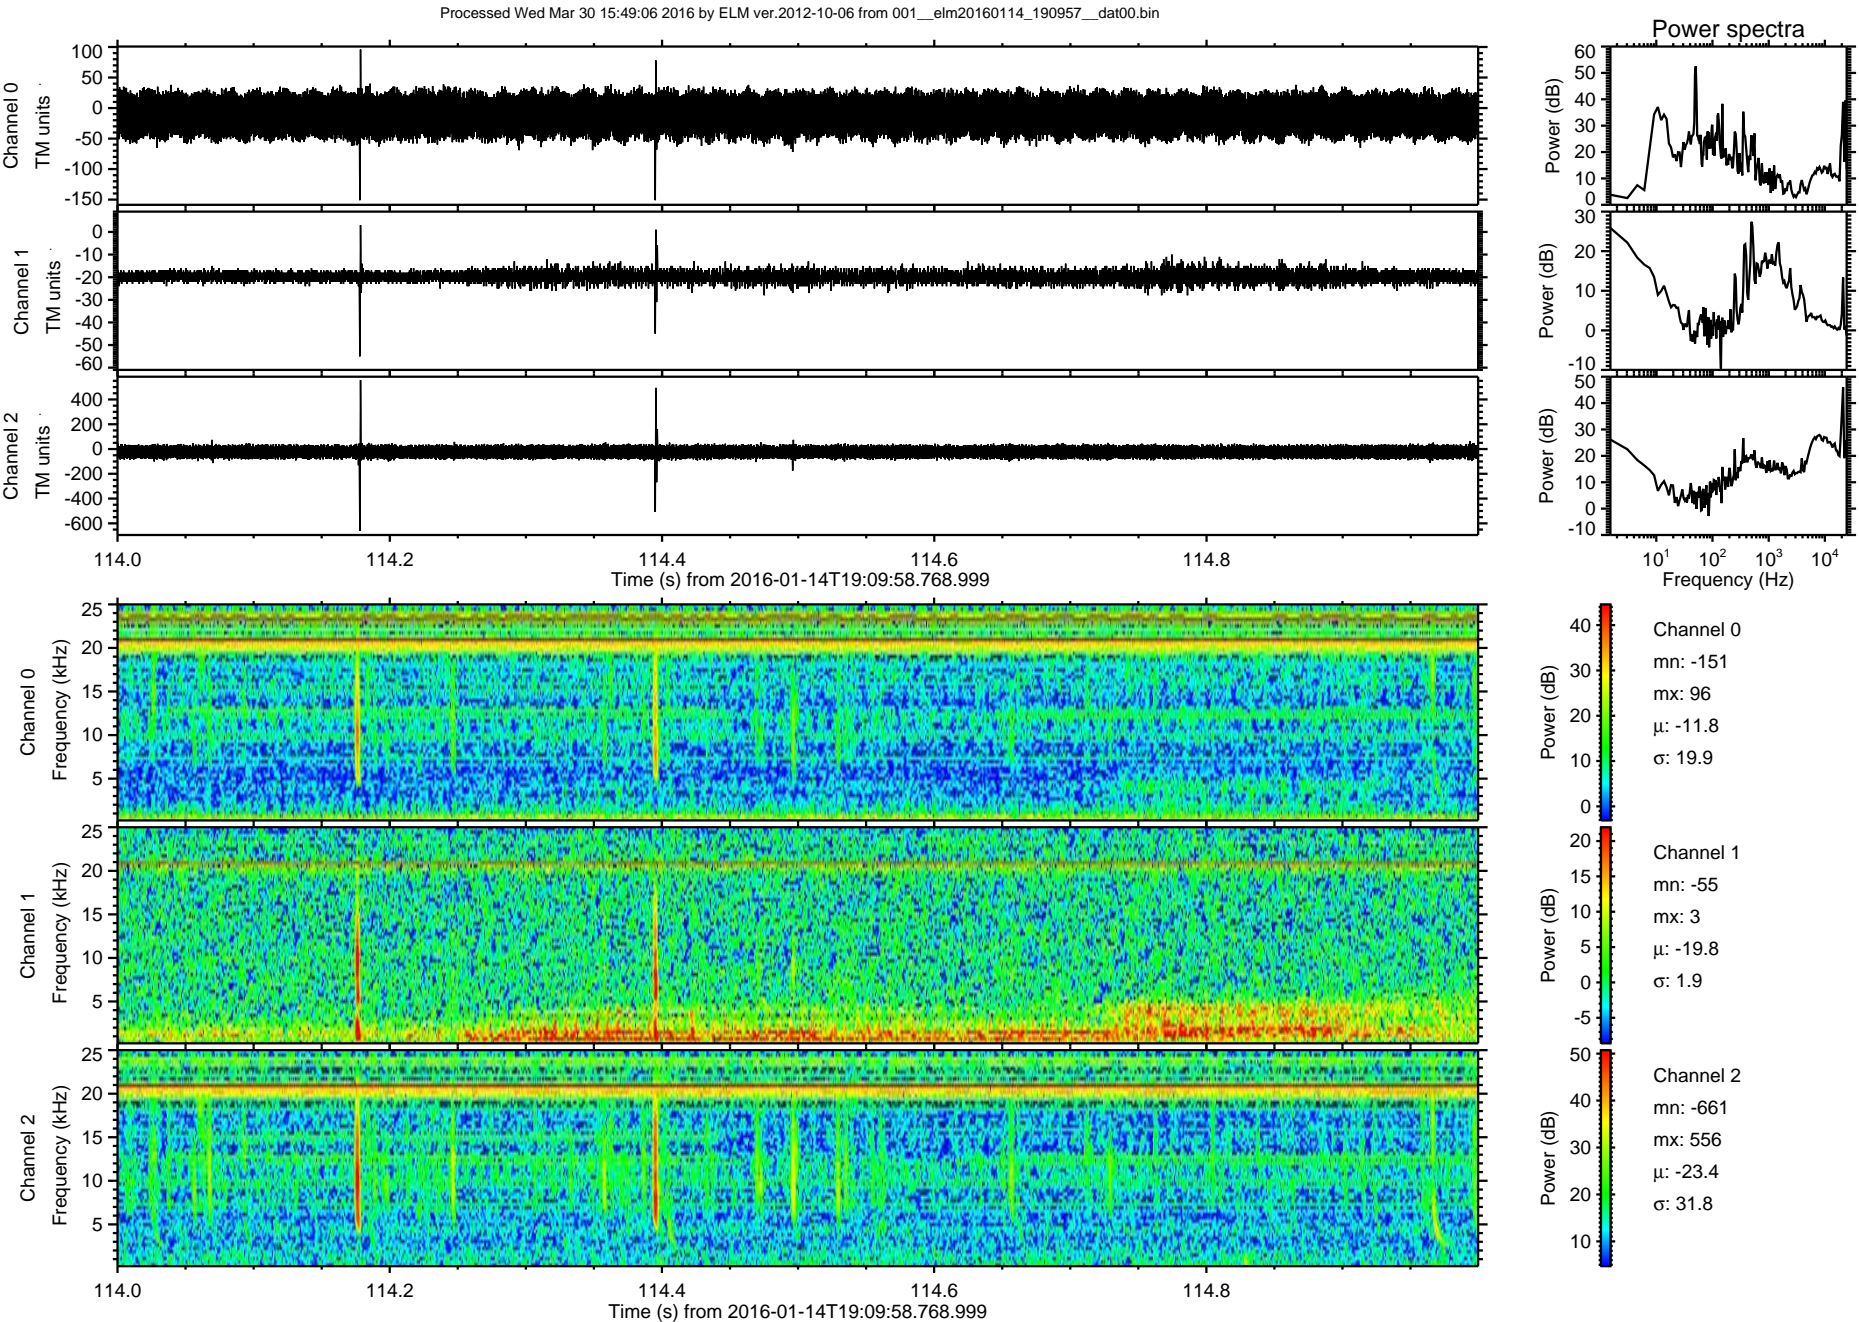 Processed Wed Mar 30 15:49:06 2016 by ELM ver.2012-10-06 from 001__elm20160114_190957__dat00.bin
Power spectra
Channel 0
TM units
100
50
0
-50
-100
-150
Power (dB)
60
50
40
30
20
10
0
Channel 1
TM units
0
-10
-20
-30
-40
-50
-60
Power (dB)
30
20
10
0
-10
Channel 2
TM units
400
200
0
-200
-400
-600
Power (dB)
50
40
30
20
10
0
-10
114.0 114.2 114.4 114.6 114.8
Time (s) from 2016-01-14T19:09:58.768.999
10¹ 10² 10³ 10⁴
Frequency (Hz)
Channel 0
Frequency (kHz)
25
20
15
10
5
Power (dB)
40
30
20
10
0
Channel 0
mn: -151
mx: 96
µ: -11.8
σ: 19.9
Channel 1
Frequency (kHz)
25
20
15
10
5
Power (dB)
20
15
10
5
0
-5
Channel 1
mn: -55
mx: 3
µ: -19.8
σ: 1.9
Channel 2
Frequency (kHz)
25
20
15
10
5
Power (dB)
50
40
30
20
10
Channel 2
mn: -661
mx: 556
µ: -23.4
σ: 31.8
114.0 114.2 114.4 114.6 114.8
Time (s) from 2016-01-14T19:09:58.768.999